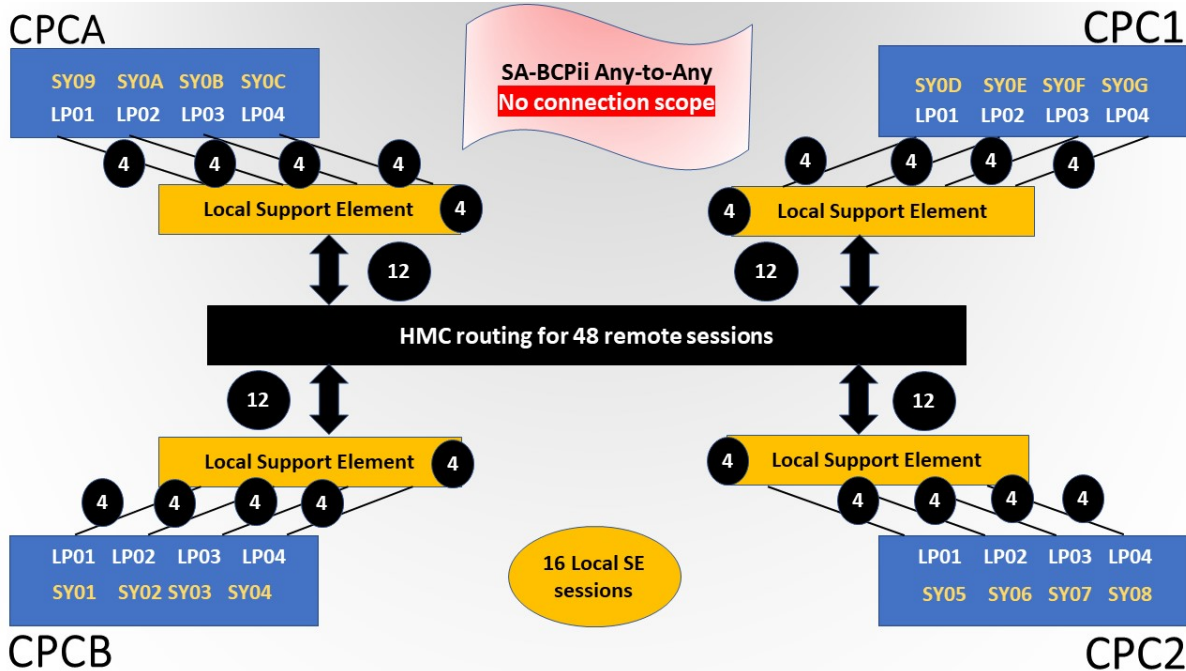 CPCA
SY09 SY0A SY0B SY0C
LP01 LP02 LP03 LP04
4 4 4 4
Local Support Element 4
12
SA-BCPii Any-to-Any
No connection scope
CPC1
SY0D SY0E SY0F SY0G
LP01 LP02 LP03 LP04
4 4 4 4
4 Local Support Element
12
HMC routing for 48 remote sessions
12
Local Support Element 4
4 4 4 4
LP01 LP02 LP03 LP04
SY01 SY02 SY03 SY04
CPCB
16 Local SE
sessions
12
4 Local Support Element
4 4 4 4
LP01 LP02 LP03 LP04
SY05 SY06 SY07 SY08
CPC2